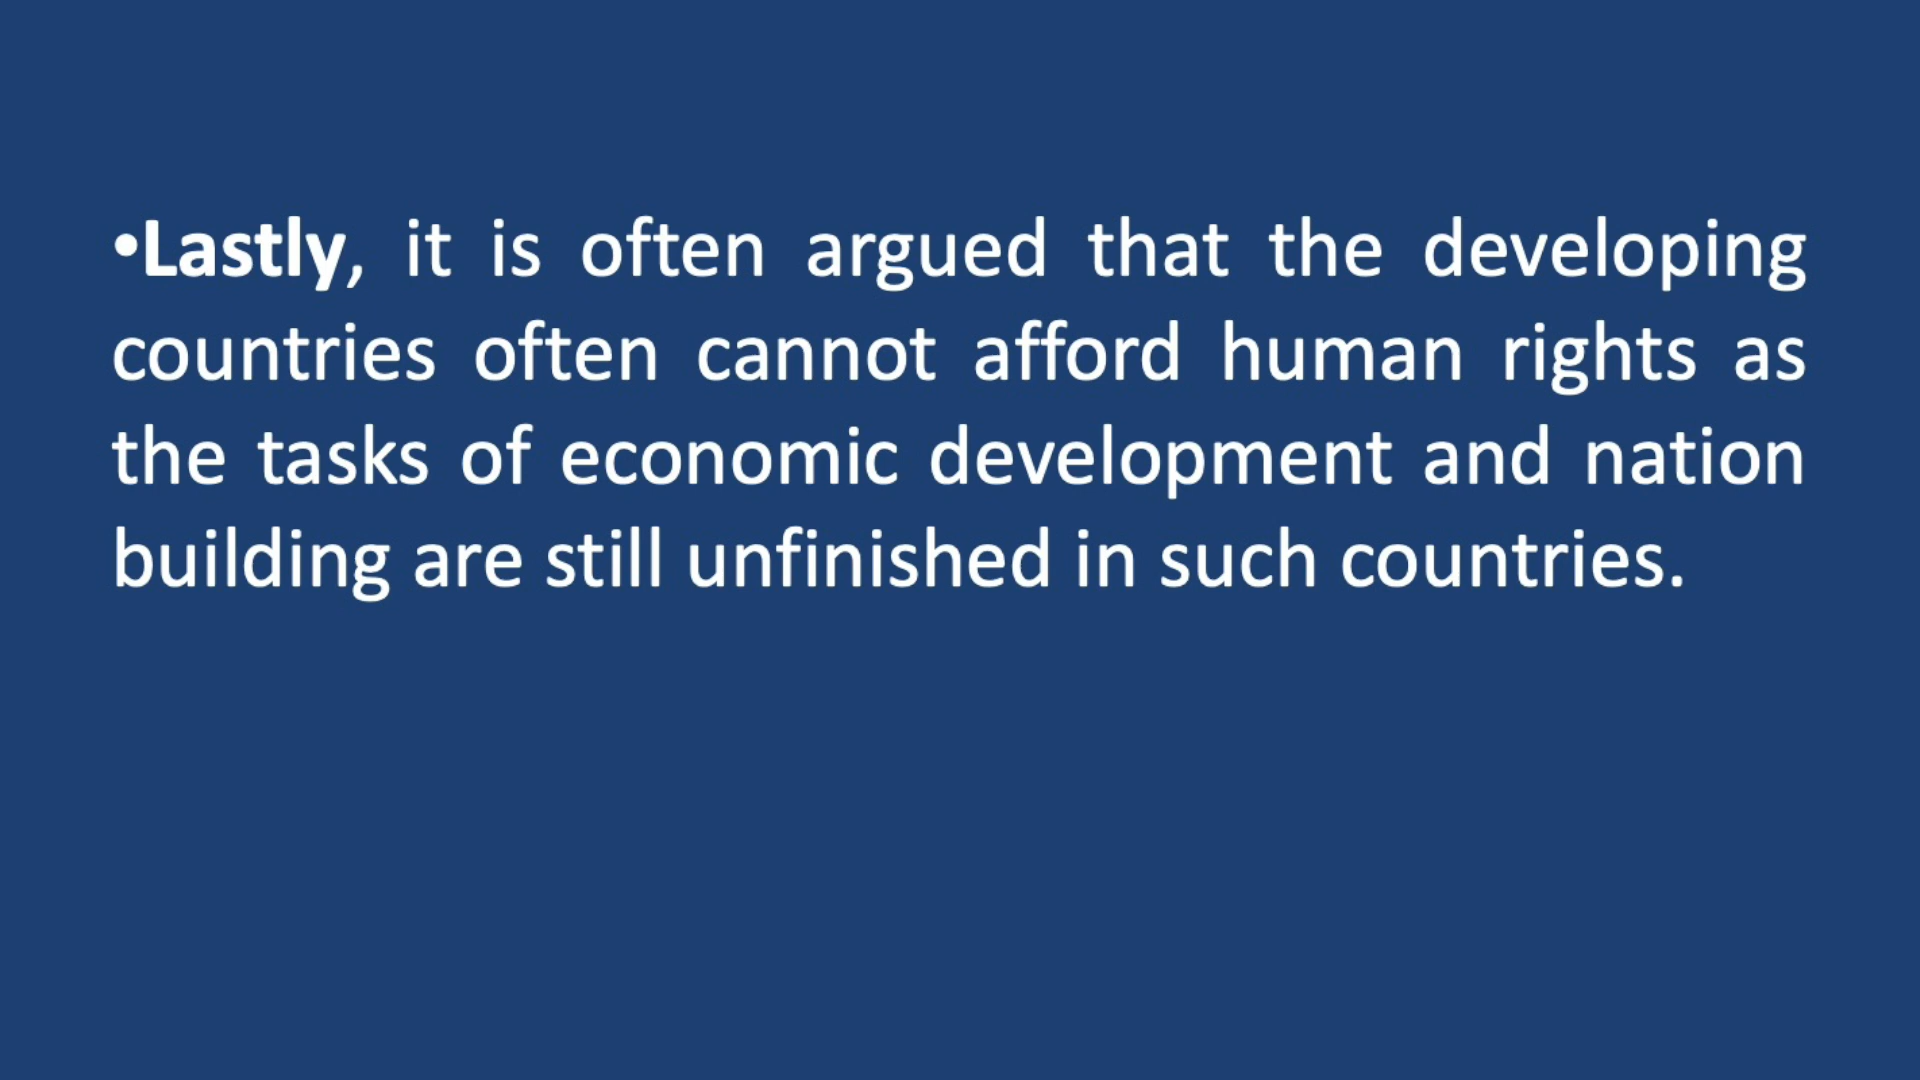 •Lastly, it is often argued that the developing
countries often cannot afford human rights as
the tasks of economic development and nation
building are still unfinished in such countries.